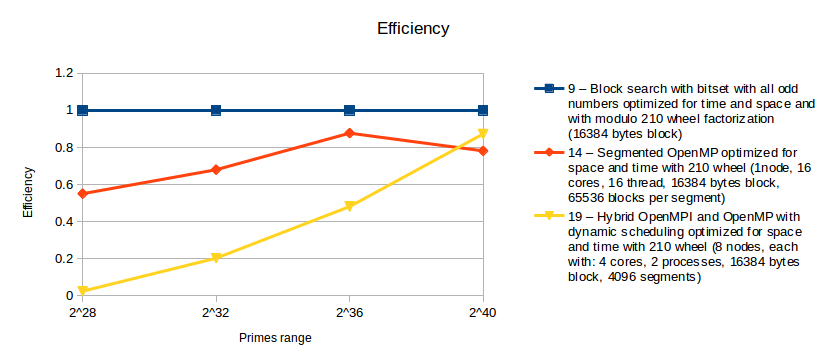 Efficiency
1.2
1
0.8
0.6
0.4
0.2
0
Efficiency
2^28
2^32
2^36
2^40
Primes range
9 – Block search with bitset with all odd
numbers optimized for time and space and
with modulo 210 wheel factorization
(16384 bytes block)
14 – Segmented OpenMP optimized for
space and time with 210 wheel (1node, 16
cores, 16 thread, 16384 bytes block,
65536 blocks per segment)
19 – Hybrid OpenMPI and OpenMP with
dynamic scheduling optimized for space
and time with 210 wheel (8 nodes, each
with: 4 cores, 2 processes, 16384 bytes
block, 4096 segments)